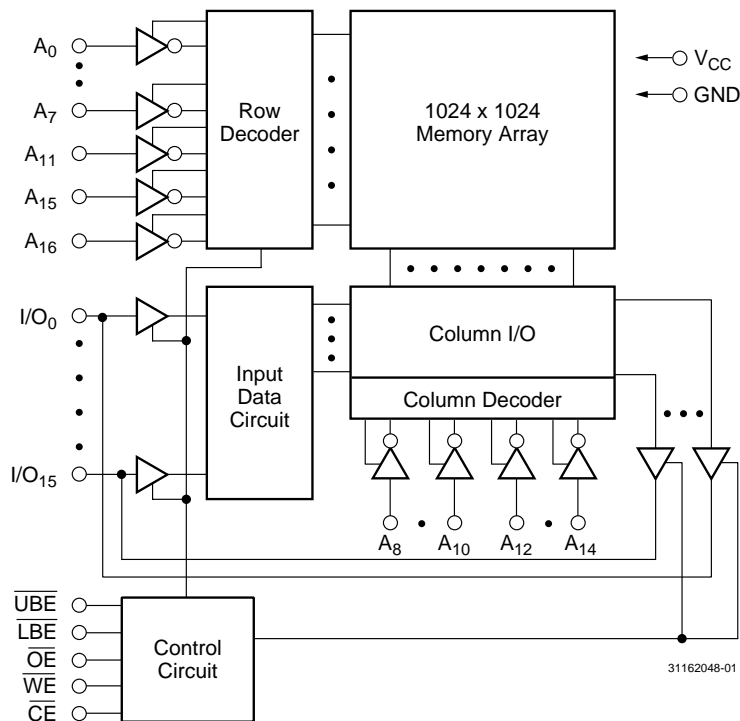 A0
A7
A11
A15
A16
Row
Decoder
1024 x 1024
Memory Array
VCC
GND
I/O0
I/O15
Input
Data
Circuit
Column I/O
Column Decoder
A8
A10
A12
A14
UBE
LBE
OE
WE
CE
Control
Circuit
31162048-01